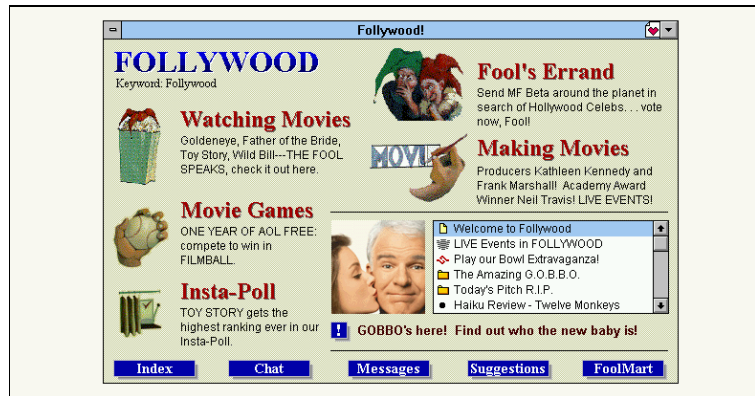 Follywood!
FOLLYWOOD
Keyword: Follywood
Watching Movies
Goldeneye, Father of the Bride,
Toy Story, Wild Bill---THE FOOL
SPEAKS, check it out here.
Movie Games
ONE YEAR OF AOL FREE:
compete to win in
FILMBALL.
Insta-Poll
TOY STORY gets the
highest ranking ever in our
Insta-Poll.
Fool's Errand
Send MF Beta around the planet in
search of Hollywood Celebs. . . vote
now, Fool!
MOVI
Making Movies
Producers Kathleen Kennedy and
Frank Marshall! Academy Award
Winner Neil Travis! LIVE EVENTS!
Welcome to Follywood
LIVE Events in FOLLYWOOD
Play our Bowl Extravaganza!
The Amazing G.O.B.B.O.
Today's Pitch R.I.P.
Haiku Review - Twelve Monkeys
! GOBBO's here! Find out who the new baby is!
Index
Chat
Messages
Suggestions
FoolMart